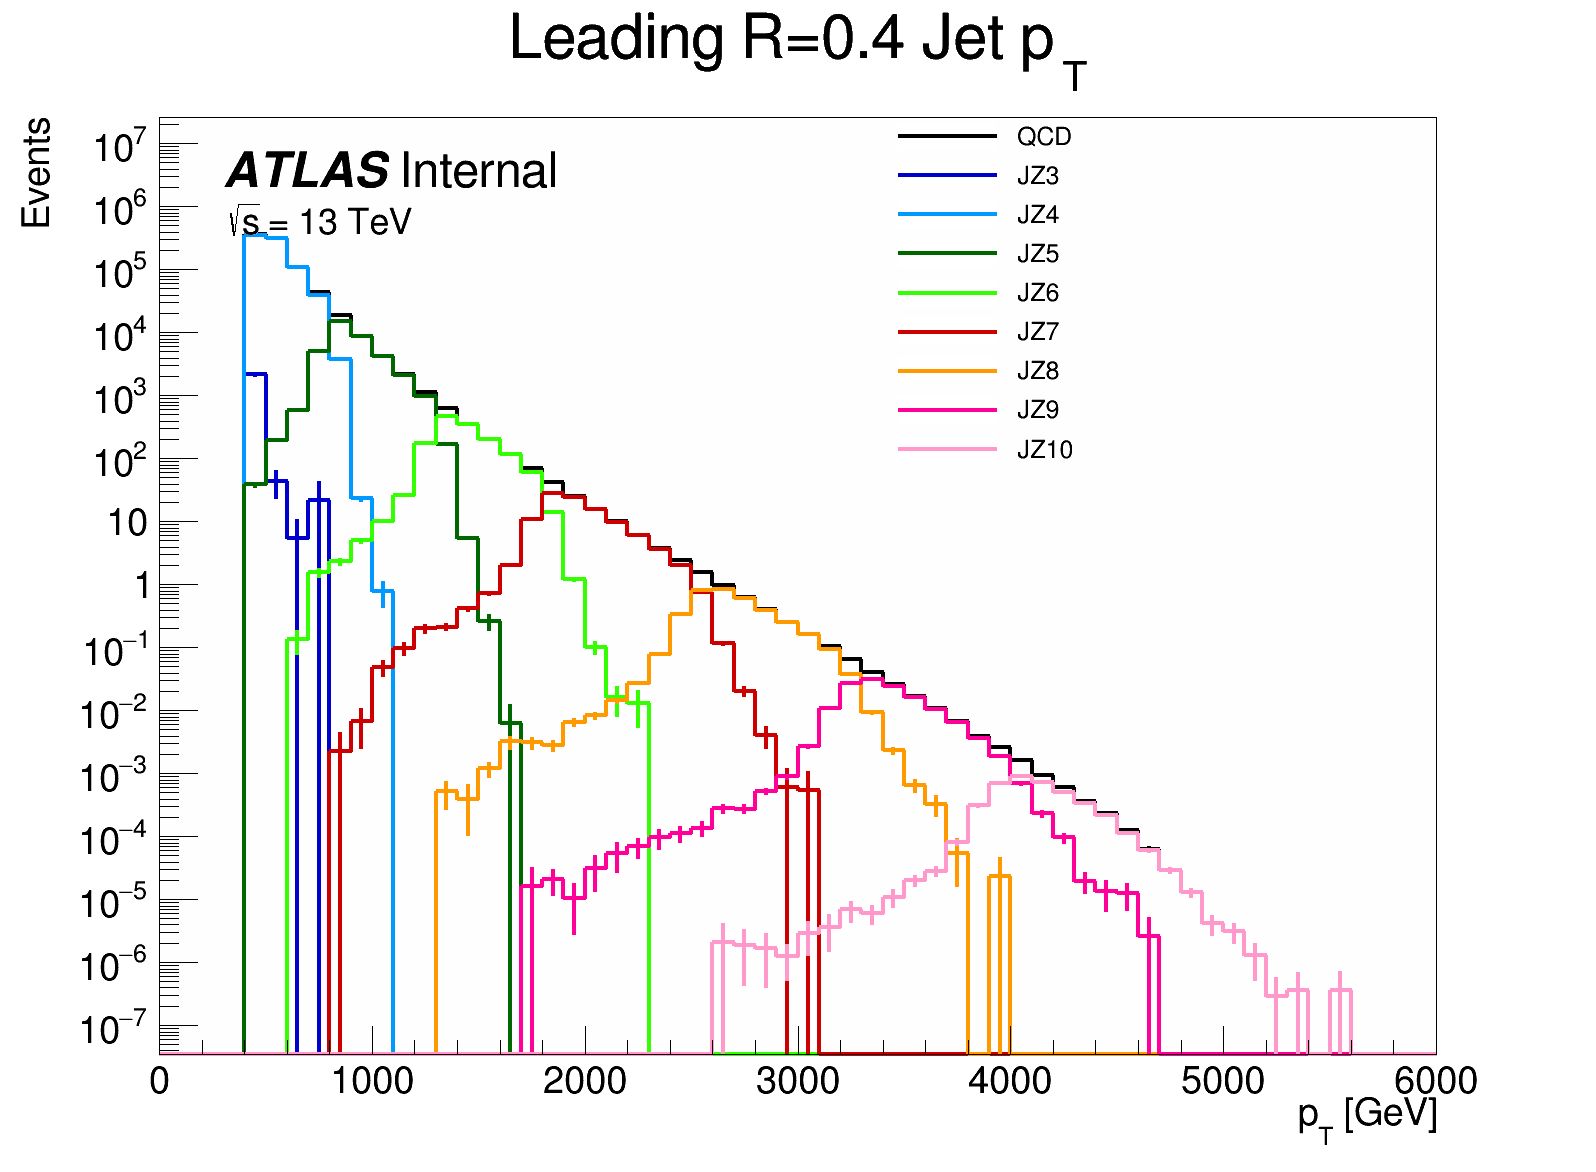 Leading R=0.4 Jet p_T
Events
ATLAS Internal
√s = 13 TeV
QCD
JZ3
JZ4
JZ5
JZ6
JZ7
JZ8
JZ9
JZ10
10^7
10^6
10^5
10^4
10^3
10^2
10
1
10^−1
10^−2
10^−3
10^−4
10^−5
10^−6
10^−7
0 1000 2000 3000 4000 5000 6000
p_T [GeV]